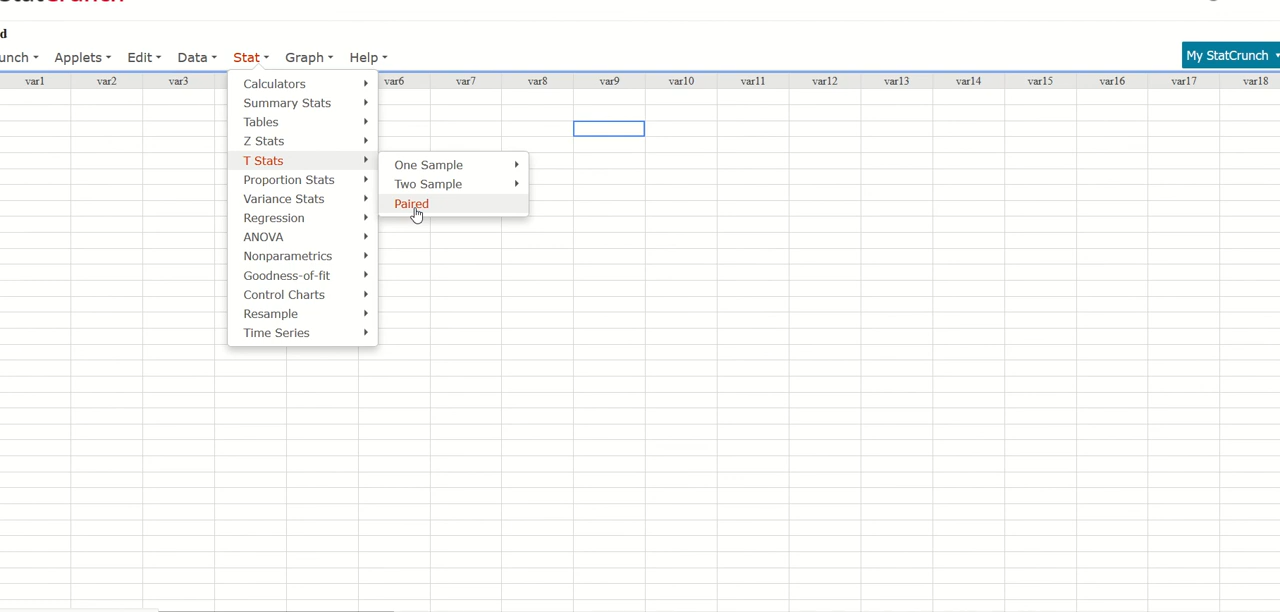 d
unch Applets Edit Data Stat Graph Help
My StatCrunch
var1 var2 var3 var6 var7 var8 var9 var10 var11 var12 var13 var14 var15 var16 var17 var18
Calculators
Summary Stats
Tables
Z Stats
T Stats
Proportion Stats
Variance Stats
Regression
ANOVA
Nonparametrics
Goodness-of-fit
Control Charts
Resample
Time Series
One Sample
Two Sample
Paired